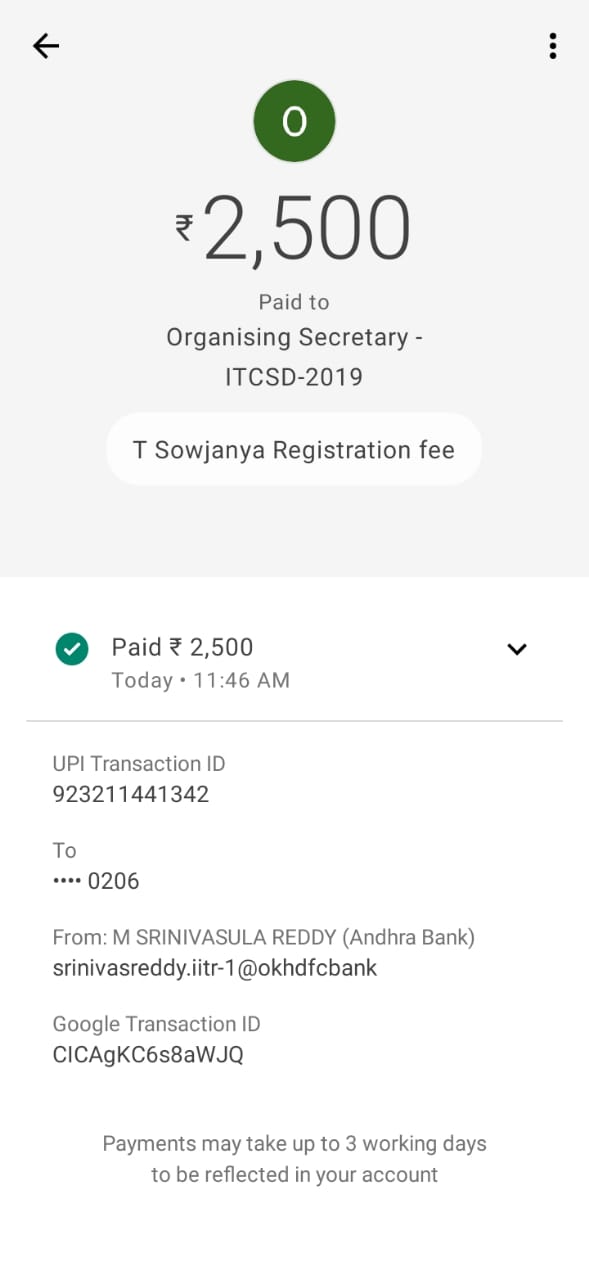 O
₹2,500
Paid to
Organising Secretary -
ITCSD-2019
T Sowjanya Registration fee
Paid ₹ 2,500
Today • 11:46 AM
UPI Transaction ID
923211441342
To
•••• 0206
From: M SRINIVASULA REDDY (Andhra Bank)
srinivasreddy.iitr-1@okhdfcbank
Google Transaction ID
CICAgKC6s8aWJQ
Payments may take up to 3 working days
to be reflected in your account